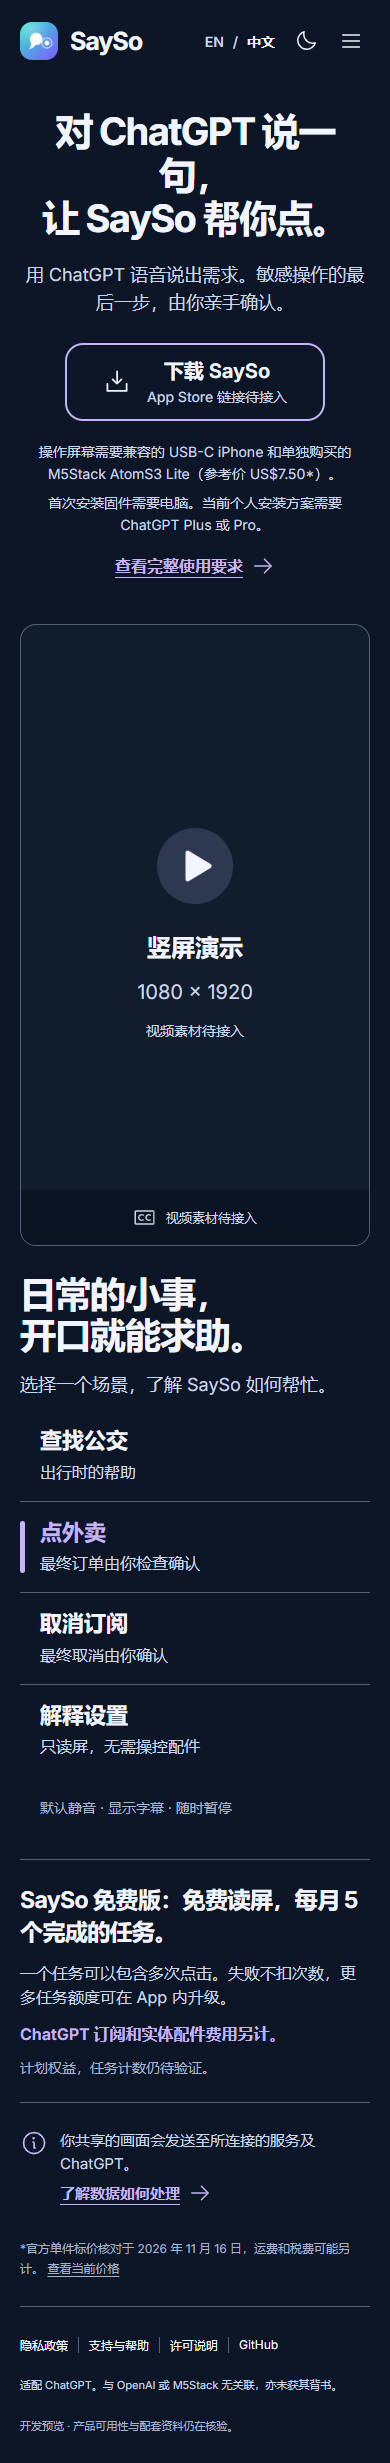 SaySo
EN / 中文
对 ChatGPT 说一
句，
让 SaySo 帮你点。
用 ChatGPT 语音说出需求。敏感操作的最
后一步，由你亲手确认。
下载 SaySo
App Store 链接待接入
操作屏幕需要兼容的 USB-C iPhone 和单独购买的
M5Stack AtomS3 Lite（参考价 US$7.50*）。
首次安装固件需要电脑。当前个人安装方案需要
ChatGPT Plus 或 Pro。
查看完整使用要求
竖屏演示
1080 × 1920
视频素材待接入
CC 视频素材待接入
日常的小事，
开口就能求助。
选择一个场景，了解 SaySo 如何帮忙。
查找公交
出行时的帮助
点外卖
最终订单由你检查确认
取消订阅
最终取消由你确认
解释设置
只读屏，无需操控配件
默认静音 · 显示字幕 · 随时暂停
SaySo 免费版：免费读屏，每月 5
个完成的任务。
一个任务可以包含多次点击。失败不扣次数，更
多任务额度可在 App 内升级。
ChatGPT 订阅和实体配件费用另计。
计划权益，任务计数仍待验证。
你共享的画面会发送至所连接的服务及
ChatGPT。
了解数据如何处理
*官方单件标价核对于 2026 年 11 月 16 日，运费和税费可能另
计。 查看当前价格
隐私政策 | 支持与帮助 | 许可说明 | GitHub
适配 ChatGPT。与 OpenAI 或 M5Stack 无关联，亦未获其背书。
开发预览 · 产品可用性与配套资料仍在核验。